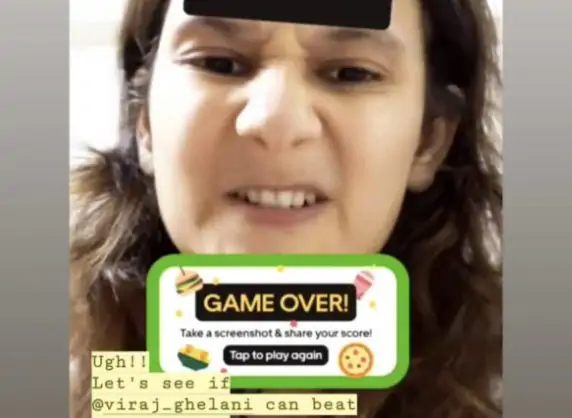 GAME OVER!
Take a screenshot & share your score!
Tap to play again
Ugh!!
Let's see if
@viraj_ghelani can beat